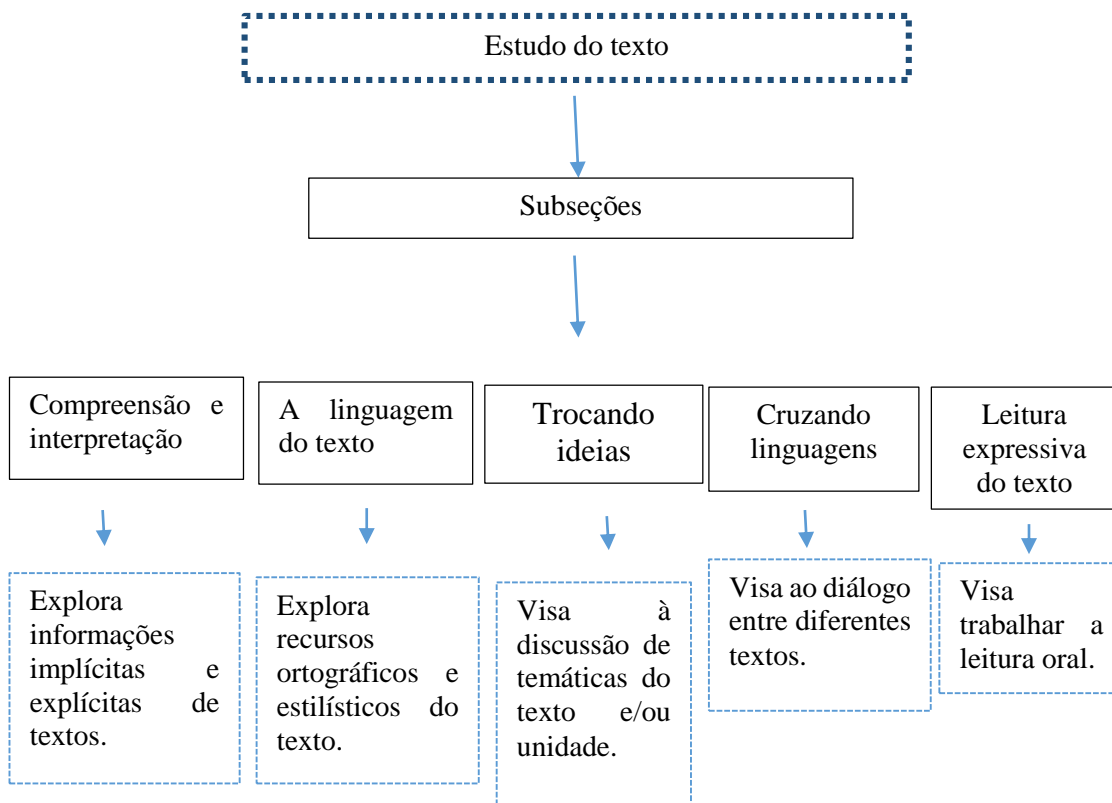 Estudo do texto
Subseções
Compreensão e
interpretação
A linguagem
do texto
Trocando
ideias
Cruzando
linguagens
Leitura
expressiva
do texto
Explora
informações
implícitas e
explícitas de
textos.
Explora
recursos
ortográficos e
estilísticos do
texto.
Visa à
discussão de
temáticas do
texto e/ou
unidade.
Visa ao diálogo
entre diferentes
textos.
Visa
trabalhar a
leitura oral.